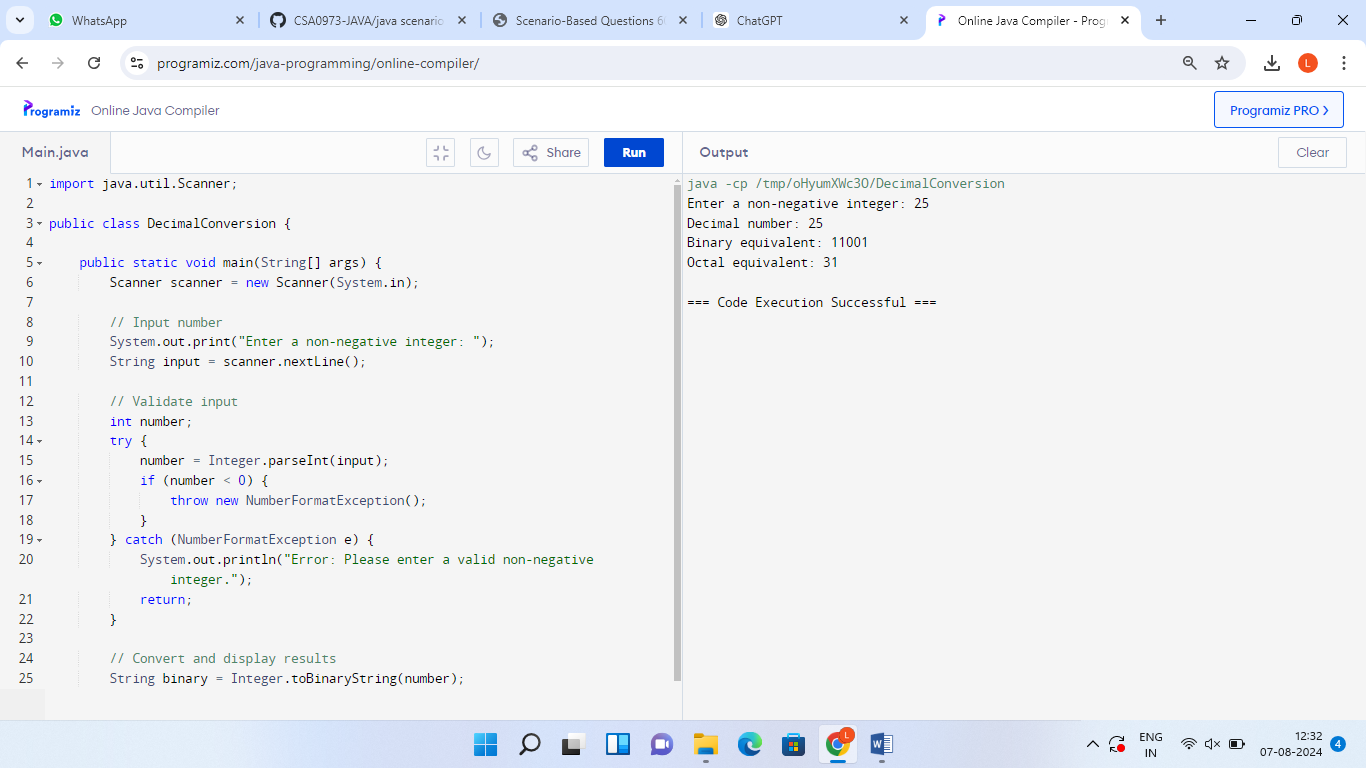 WhatsApp
CSA0973-JAVA/java scenario
Scenario-Based Questions 6
ChatGPT
Online Java Compiler - Prog
programiz.com/java-programming/online-compiler/
L
Programiz
Online Java Compiler
Programiz PRO >
Main.java
Share
Run
Output
Clear
1 import java.util.Scanner;
2
3 public class DecimalConversion {
4
5     public static void main(String[] args) {
6         Scanner scanner = new Scanner(System.in);
7
8         // Input number
9         System.out.print("Enter a non-negative integer: ");
10         String input = scanner.nextLine();
11
12         // Validate input
13         int number;
14         try {
15             number = Integer.parseInt(input);
16             if (number < 0) {
17                 throw new NumberFormatException();
18             }
19         } catch (NumberFormatException e) {
20             System.out.println("Error: Please enter a valid non-negative
integer.");
21             return;
22         }
23
24         // Convert and display results
25         String binary = Integer.toBinaryString(number);
java -cp /tmp/oHyumXWc3O/DecimalConversion
Enter a non-negative integer: 25
Decimal number: 25
Binary equivalent: 11001
Octal equivalent: 31
=== Code Execution Successful ===
L
W
ENG
IN
12:32
07-08-2024
4